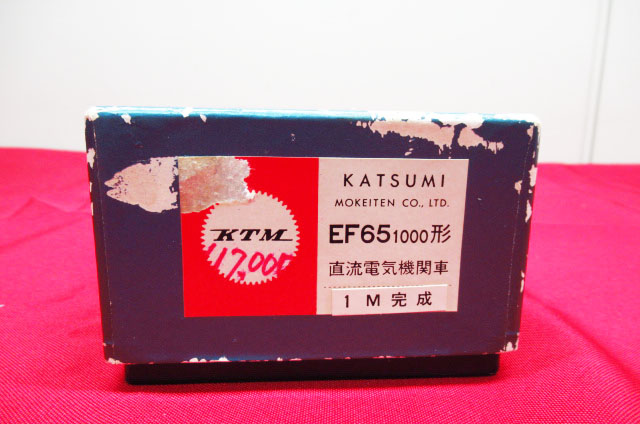 KTM
17,000
KATSUMI
MOKEITEN CO., LTD.
EF65 1000形
直流電気機関車
1 M 完成